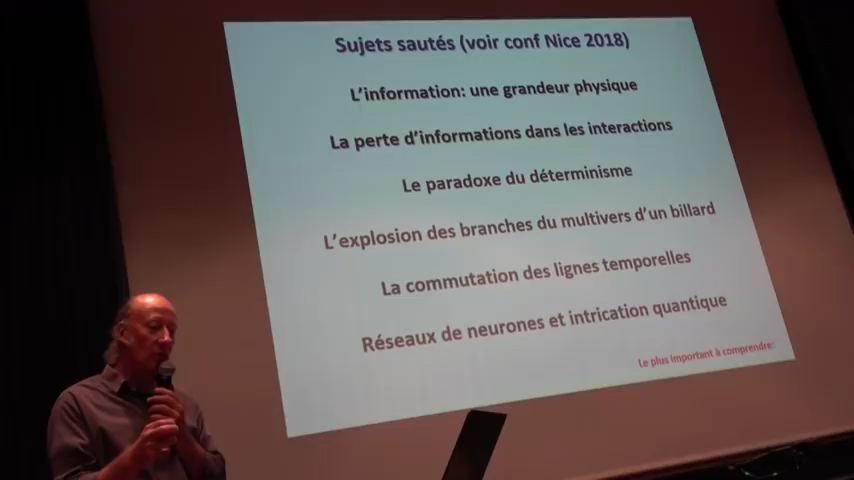 Sujets sautés (voir conf Nice 2018)
L'information: une grandeur physique
La perte d'informations dans les interactions
Le paradoxe du déterminisme
L'explosion des branches du multivers d'un billard
La commutation des lignes temporelles
Réseaux de neurones et intrication quantique
Le plus important à comprendre: